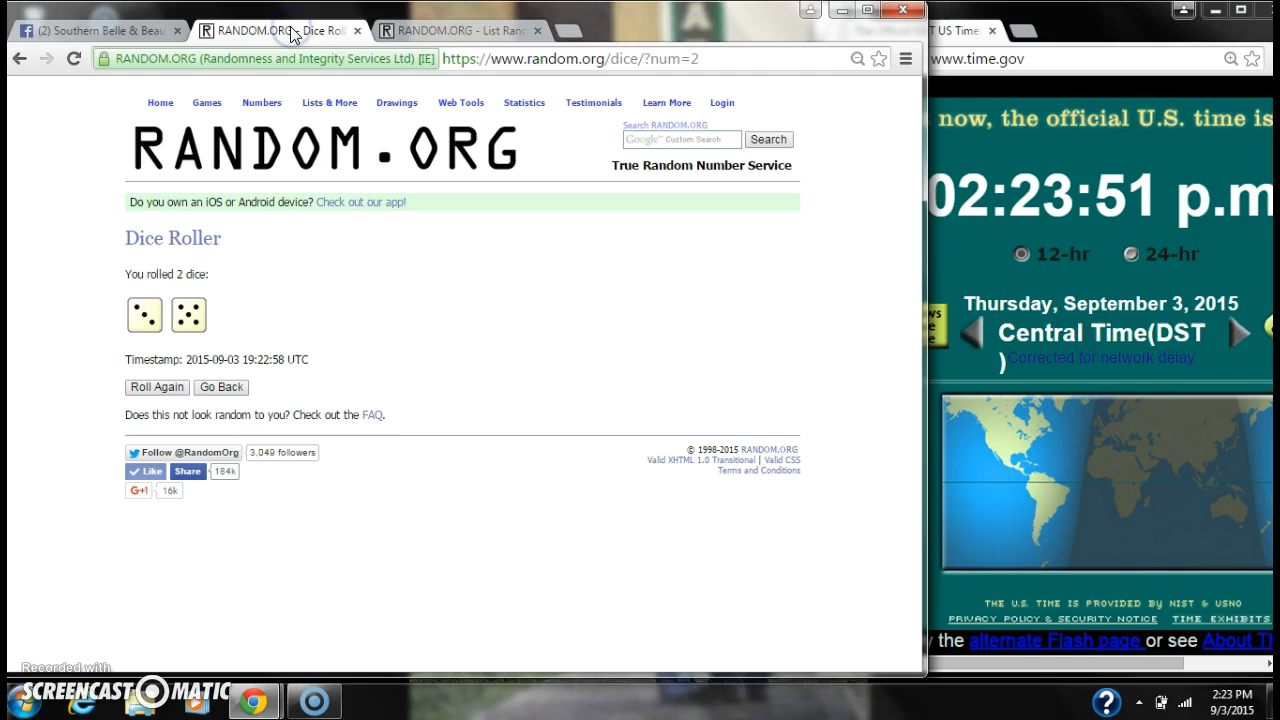 (2) Southern Belle & Beau
RANDOM.ORG - Dice Roll
RANDOM.ORG - List Ran
US Time
RANDOM.ORG (Randomness and Integrity Services Ltd) [IE]
https://www.random.org/dice/?num=2
www.time.gov
Home Games Numbers Lists & More Drawings Web Tools Statistics Testimonials Learn More Login
RANDOM.ORG
Search RANDOM.ORG
Google™ Custom Search
Search
True Random Number Service
Do you own an iOS or Android device? Check out our app!
Dice Roller
You rolled 2 dice:
Timestamp: 2015-09-03 19:22:58 UTC
Roll Again Go Back
Does this not look random to you? Check out the FAQ.
Follow @RandomOrg 3,049 followers
Like Share 184k
G+1 16k
© 1998-2015 RANDOM.ORG
Valid XHTML 1.0 Transitional | Valid CSS
Terms and Conditions
now, the official U.S. time is
02:23:51 p.m
12-hr 24-hr
Thursday, September 3, 2015
Central Time(DST
)Corrected for network delay
THE U.S. TIME IS PROVIDED BY NIST & USNO
PRIVACY POLICY & SECURITY NOTICE TIME EXHIBITS
the alternate Flash page or see About T
Recorded with
SCREENCAST-O-MATIC
2:23 PM
9/3/2015